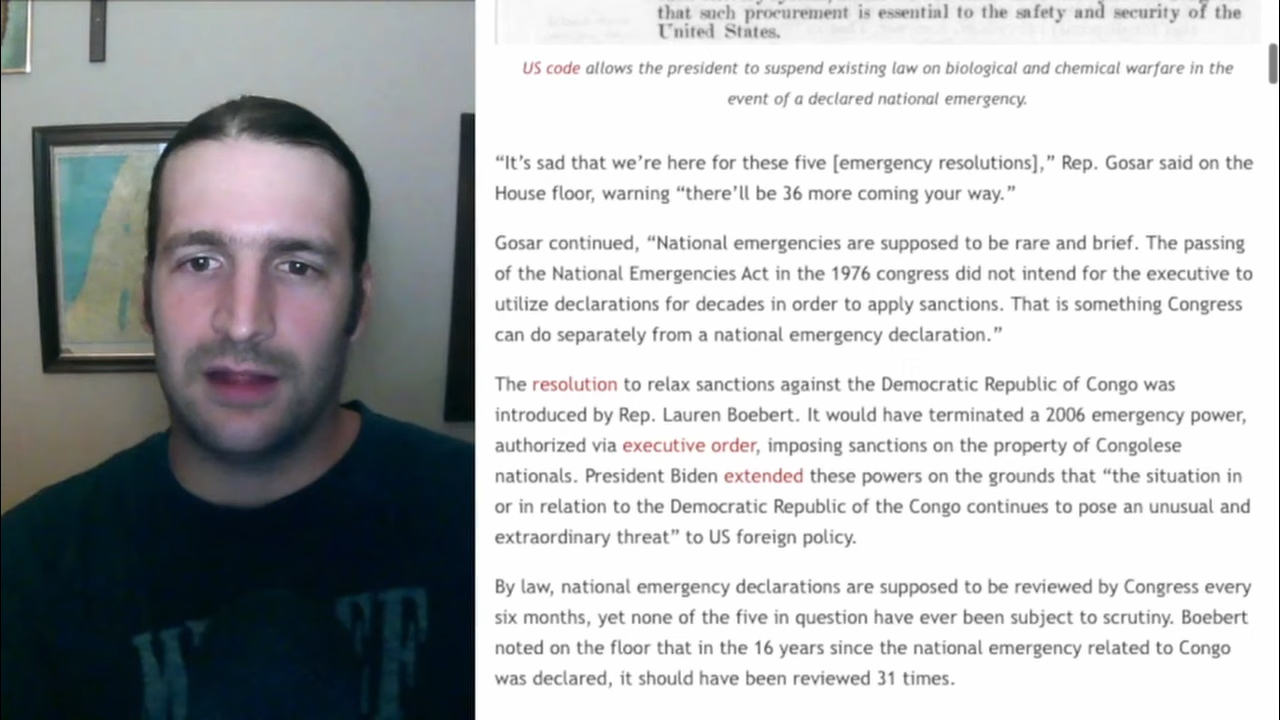 that such procurement is essential to the safety and security of the
United States.
US code allows the president to suspend existing law on biological and chemical warfare in the
event of a declared national emergency.
“It’s sad that we’re here for these five [emergency resolutions],” Rep. Gosar said on the
House floor, warning “there’ll be 36 more coming your way.”
Gosar continued, “National emergencies are supposed to be rare and brief. The passing
of the National Emergencies Act in the 1976 congress did not intend for the executive to
utilize declarations for decades in order to apply sanctions. That is something Congress
can do separately from a national emergency declaration.”
The resolution to relax sanctions against the Democratic Republic of Congo was
introduced by Rep. Lauren Boebert. It would have terminated a 2006 emergency power,
authorized via executive order, imposing sanctions on the property of Congolese
nationals. President Biden extended these powers on the grounds that “the situation in
or in relation to the Democratic Republic of the Congo continues to pose an unusual and
extraordinary threat” to US foreign policy.
By law, national emergency declarations are supposed to be reviewed by Congress every
six months, yet none of the five in question have ever been subject to scrutiny. Boebert
noted on the floor that in the 16 years since the national emergency related to Congo
was declared, it should have been reviewed 31 times.